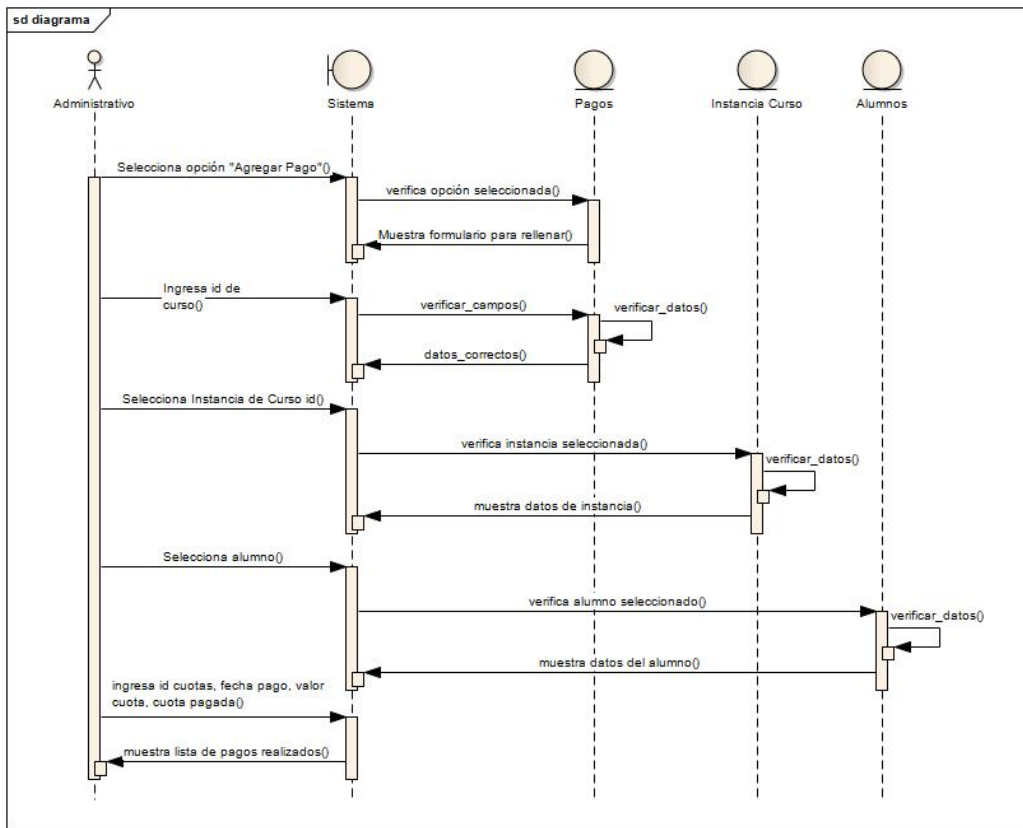 sd diagrama
Administrativo
Sistema
Pagos
Instancia Curso
Alumnos
Selecciona opción "Agregar Pago"()
verifica opción seleccionada()
Muestra formulario para rellenar()
Ingresa id de
curso()
verificar_campos()
verificar_datos()
datos_correctos()
Selecciona Instancia de Curso id()
verifica instancia seleccionada()
verificar_datos()
muestra datos de instancia()
Selecciona alumno()
verifica alumno seleccionado()
verificar_datos()
muestra datos del alumno()
ingresa id cuotas, fecha pago, valor
cuota, cuota pagada()
muestra lista de pagos realizados()